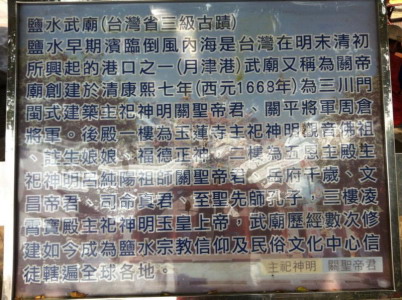 鹽水武廟(台灣省三級古蹟)
鹽水早期濱臨倒風內海是台灣在明末清初
所興起的港口之一(月津港)武廟又稱為關帝
廟創建於清康熙七年(西元1668年)為三川門
閩式建築主祀神明關聖帝君、關平將軍周倉
將軍。後殿一樓為玉蓮寺主祀神明觀音佛祖
、註生娘娘、福德正神、二樓為五恩主殿主
祀神明呂純陽祖師關聖帝君、岳府千歲、文
昌帝君、司命真君、至聖先師孔子,三樓凌
霄寶殿主祀神明玉皇上帝,武廟歷經數次修
建如今成為鹽水宗教信仰及民俗文化中心信
徒轄遍全球各地。
主祀神明 關聖帝君